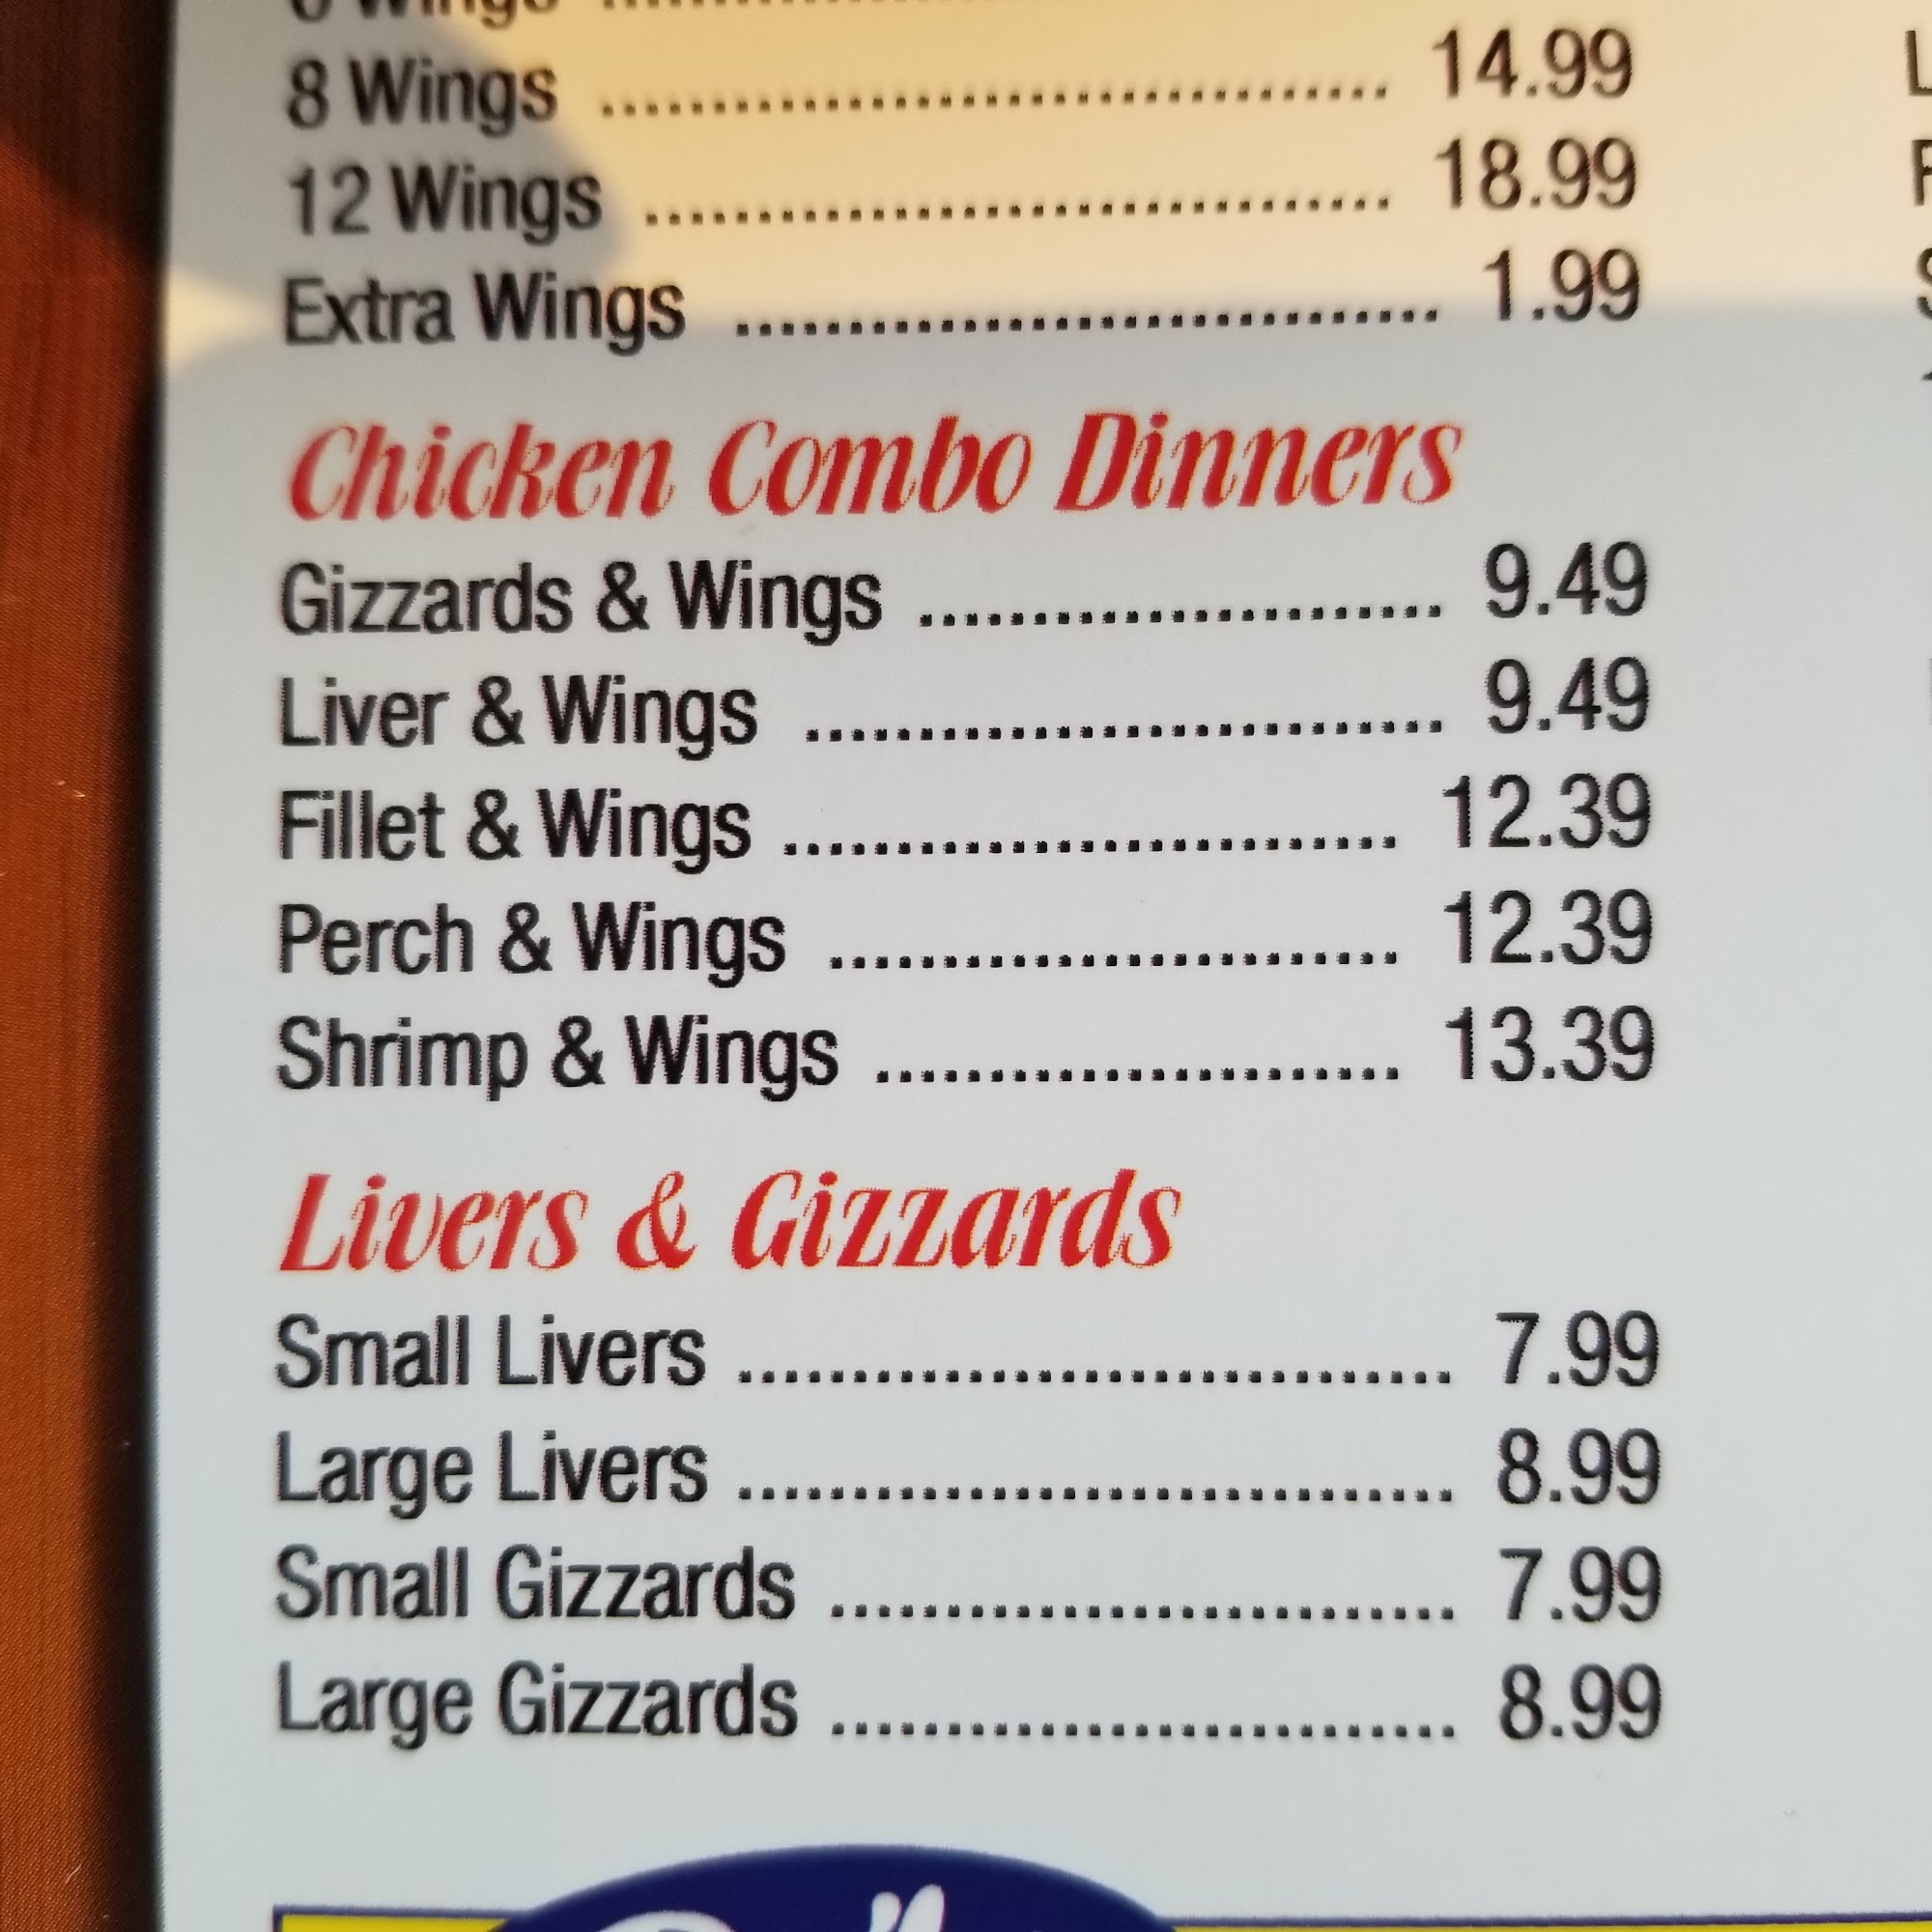 8 Wings .................................. 14.99
12 Wings ................................ 18.99
Extra Wings ............................... 1.99
Chicken Combo Dinners
Gizzards & Wings ....................... 9.49
Liver & Wings ............................ 9.49
Fillet & Wings ........................... 12.39
Perch & Wings ......................... 12.39
Shrimp & Wings ....................... 13.39
Livers & Gizzards
Small Livers ............................... 7.99
Large Livers ............................... 8.99
Small Gizzards ........................... 7.99
Large Gizzards ........................... 8.99